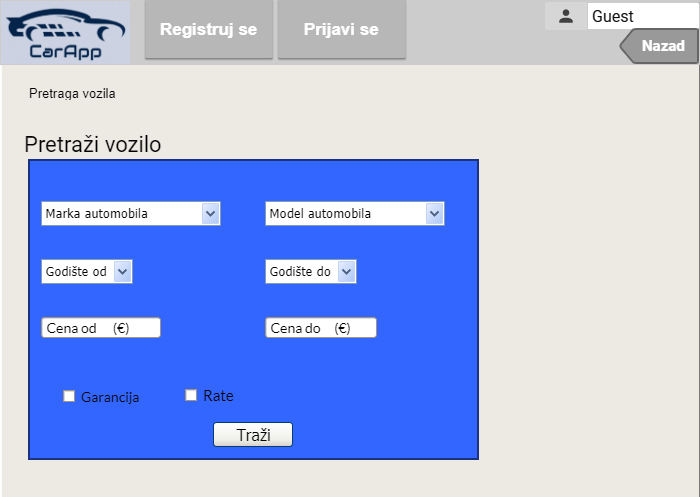 CarApp
Registruj se
Prijavi se
Guest
Nazad
Pretraga vozila
Pretraži vozilo
Marka automobila
Model automobila
Godište od
Godište do
Cena od (€)
Cena do (€)
Garancija
Rate
Traži